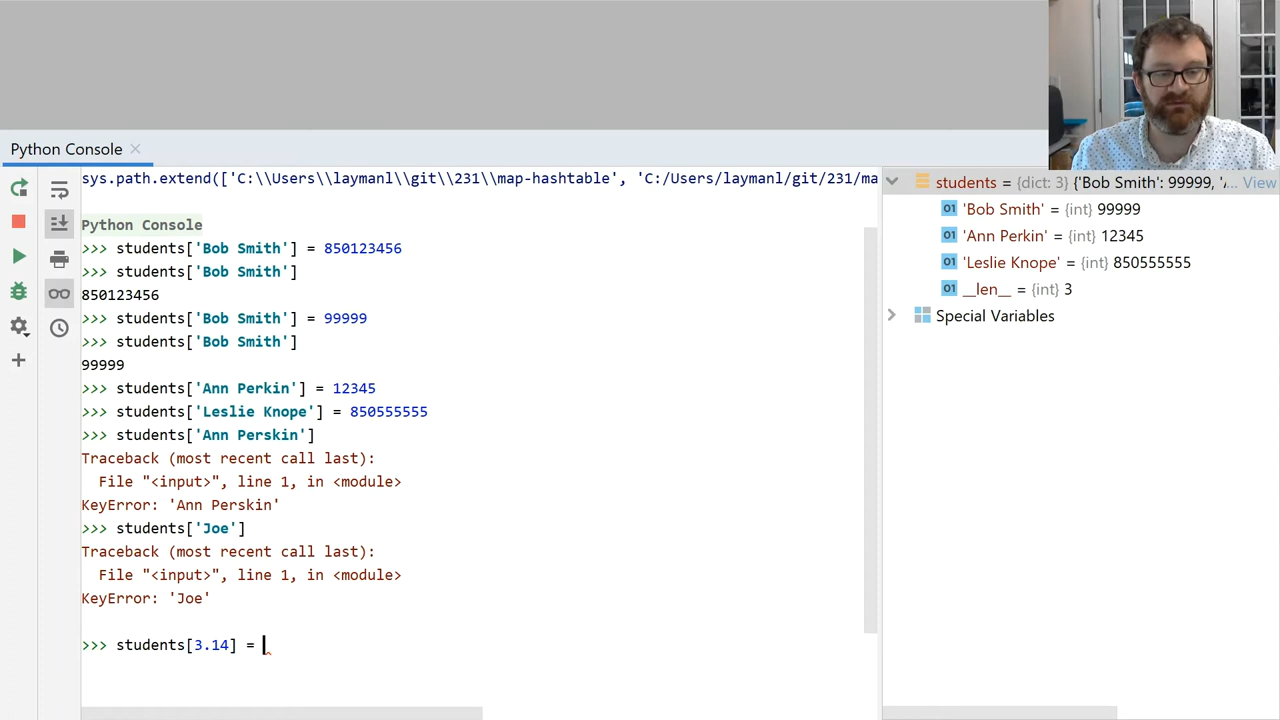 Python Console
sys.path.extend(['C:\\Users\\laymanl\\git\\231\\map-hashtable', 'C:/Users/laymanl/git/231/ma
Python Console
>>> students['Bob Smith'] = 850123456
>>> students['Bob Smith']
850123456
>>> students['Bob Smith'] = 99999
>>> students['Bob Smith']
99999
>>> students['Ann Perkin'] = 12345
>>> students['Leslie Knope'] = 850555555
>>> students['Ann Perskin']
Traceback (most recent call last):
  File "<input>", line 1, in <module>
KeyError: 'Ann Perskin'
>>> students['Joe']
Traceback (most recent call last):
  File "<input>", line 1, in <module>
KeyError: 'Joe'
>>> students[3.14] =
students = {dict: 3} {'Bob Smith': 99999, 'A... View
01 'Bob Smith' = {int} 99999
01 'Ann Perkin' = {int} 12345
01 'Leslie Knope' = {int} 850555555
01 __len__ = {int} 3
Special Variables